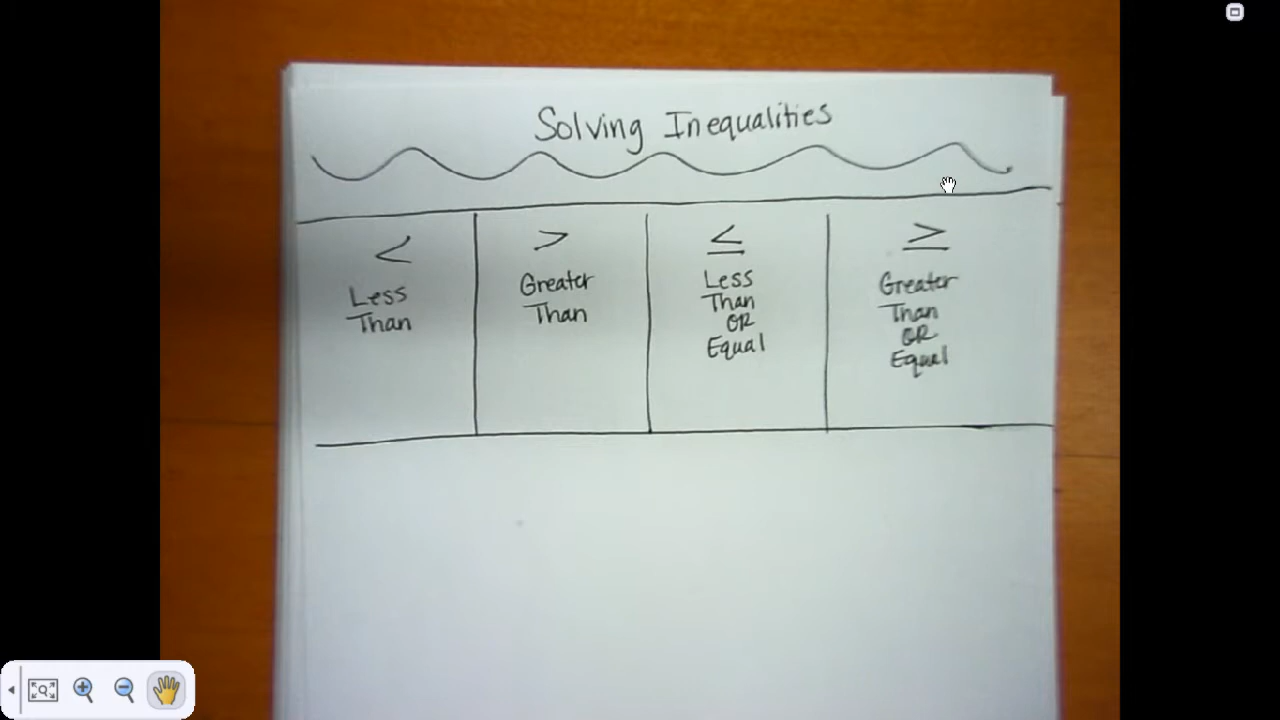 Solving Inequalities
<
Less
Than
>
Greater
Than
≤
Less
Than
OR
Equal
≥
Greater
Than
OR
Equal